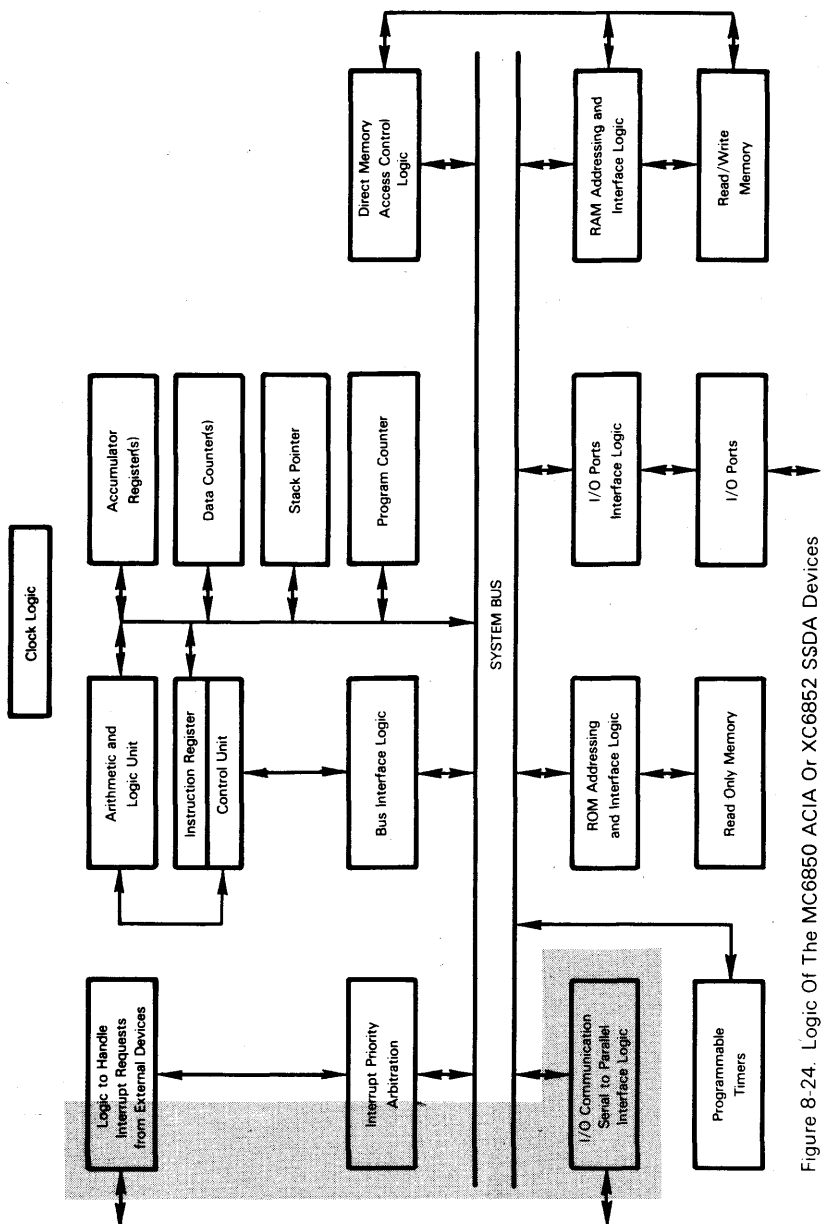 Clock Logic
Logic to Handle
Interrupt Requests
from External Devices
Arithmetic and
Logic Unit
Accumulator
Register(s)
Instruction Register
Control Unit
Data Counter(s)
Stack Pointer
Interrupt Priority
Arbitration
Bus Interface Logic
Program Counter
Direct Memory
Access Control
Logic
SYSTEM BUS
I/O Communication
Serial to Parallel
Interface Logic
ROM Addressing
and Interface Logic
I/O Ports
Interface Logic
RAM Addressing and
Interface Logic
Programmable
Timers
Read Only Memory
I/O Ports
Read/Write
Memory
Figure 8-24. Logic Of The MC6850 ACIA Or XC6852 SSDA Devices